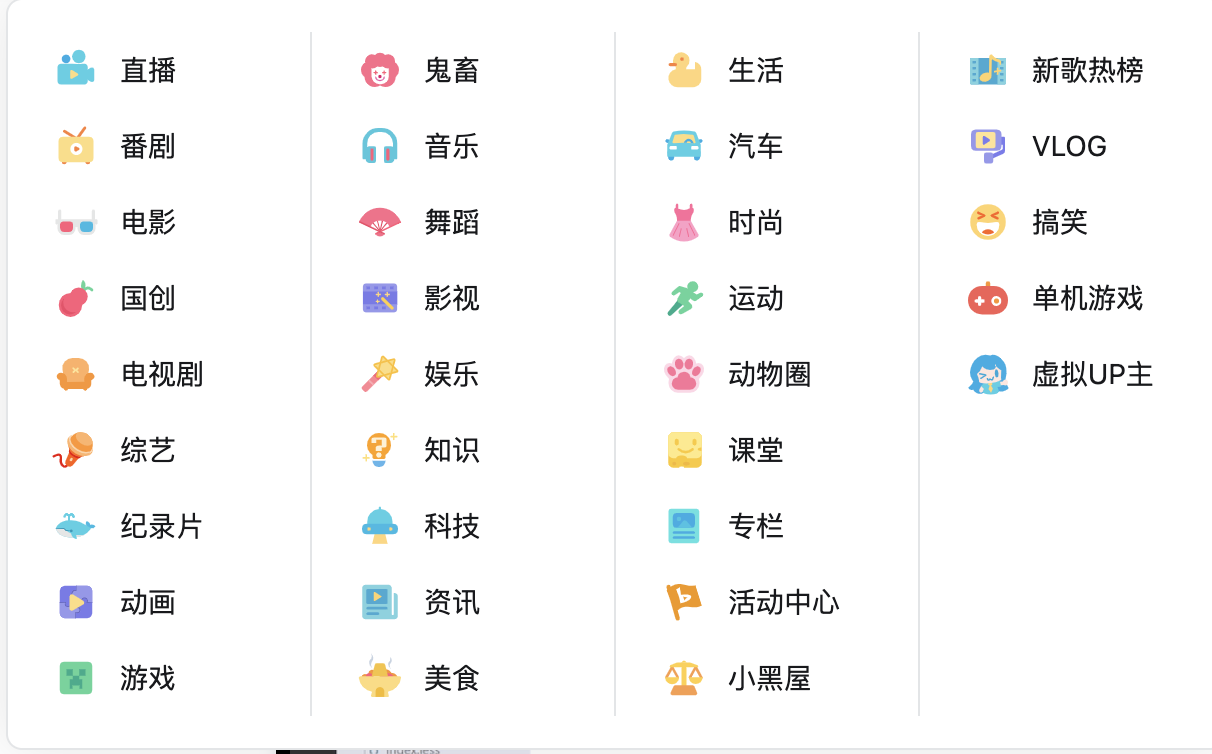 直播
番剧
电影
国创
电视剧
综艺
纪录片
动画
游戏
鬼畜
音乐
舞蹈
影视
娱乐
知识
科技
资讯
美食
生活
汽车
时尚
运动
动物圈
课堂
专栏
活动中心
小黑屋
新歌热榜
VLOG
搞笑
单机游戏
虚拟UP主